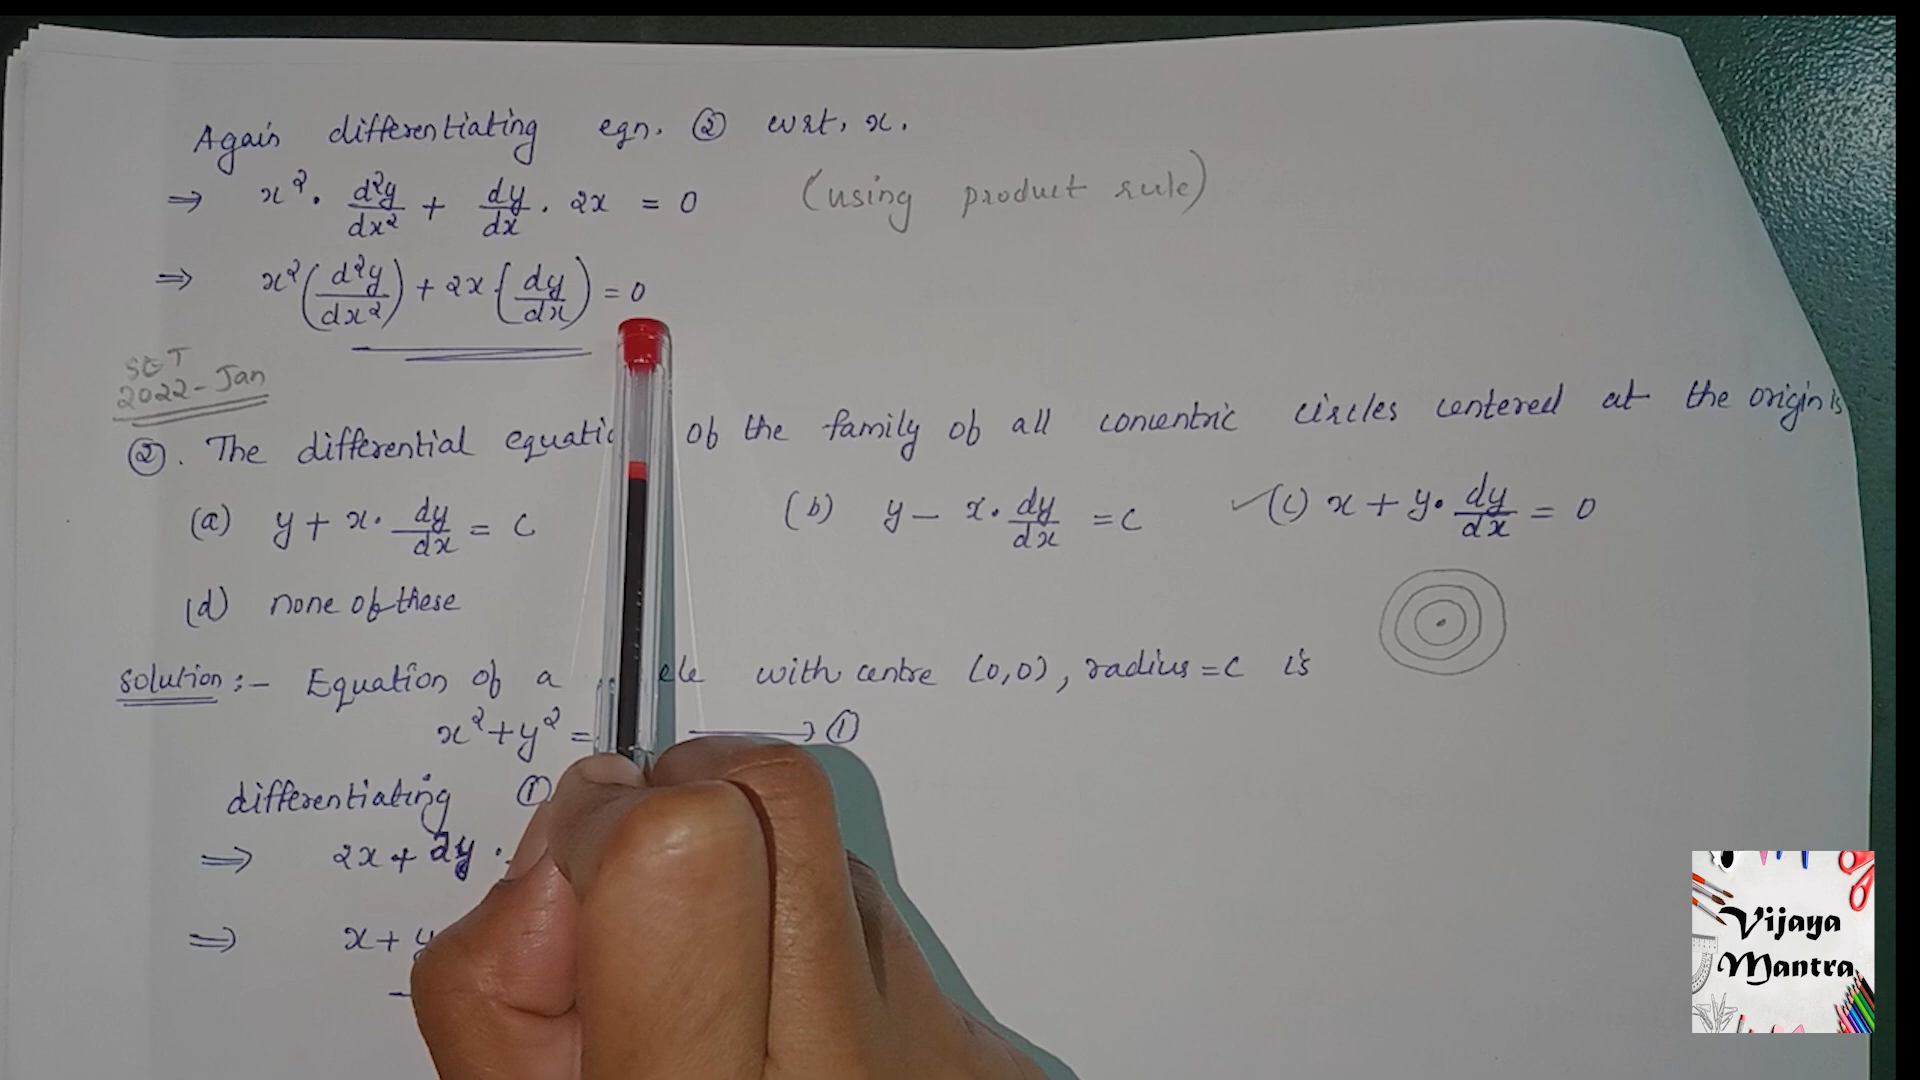 Again differentiating eqn. ② w.r.t. x.
⇒ x² · d²y/dx² + dy/dx · 2x = 0 (using product rule)
⇒ x² (d²y/dx²) + 2x · (dy/dx) = 0
SET
2022 - Jan
②. The differential of the family of all concentric circles centered at the origin is
(a) y + x · dy/dx = c (b) y − x · dy/dx = c ✓(c) x + y · dy/dx = 0
(d) none of these
Solution :- Equation of a with centre (0,0), radius = c is
x² + y² = → ①
differentiating ①
⇒ 2x + 2y ·
⇒ x + y
Vijaya
Mantra